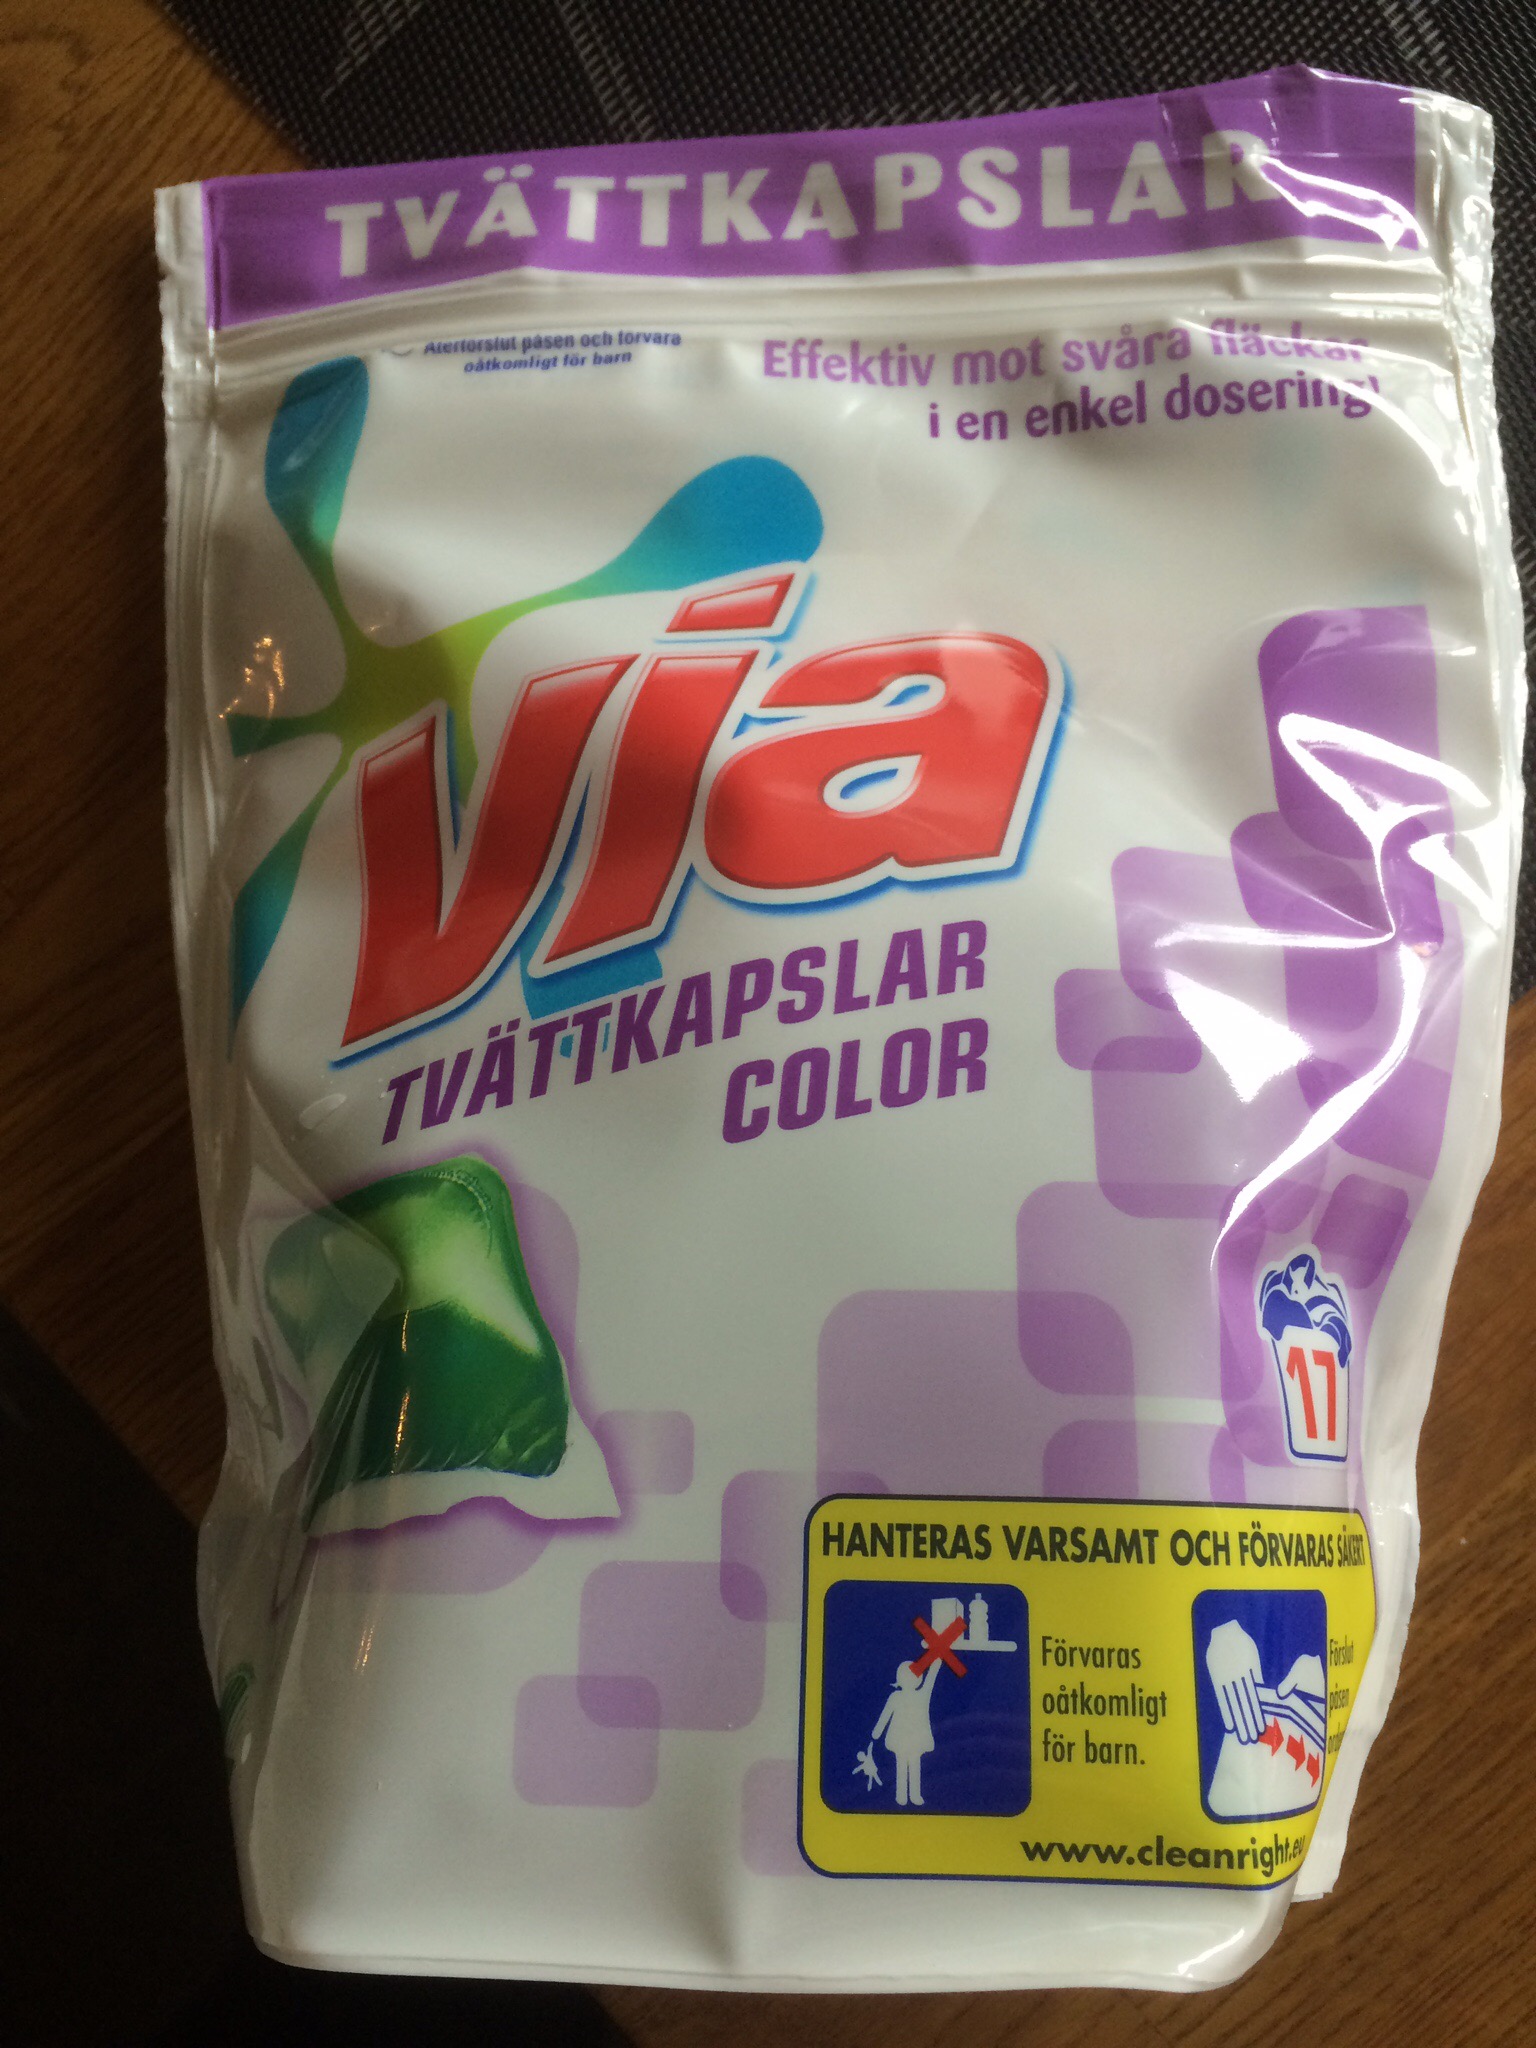 TVÄTTKAPSLAR
Återförslut påsen och förvara
oåtkomligt för barn
Effektiv mot svåra fläckar
i en enkel dosering!
via
TVÄTTKAPSLAR
COLOR
17
HANTERAS VARSAMT OCH FÖRVARAS SÄKERT
Förvaras
oåtkomligt
för barn.
Förslut
påsen
www.cleanright.eu